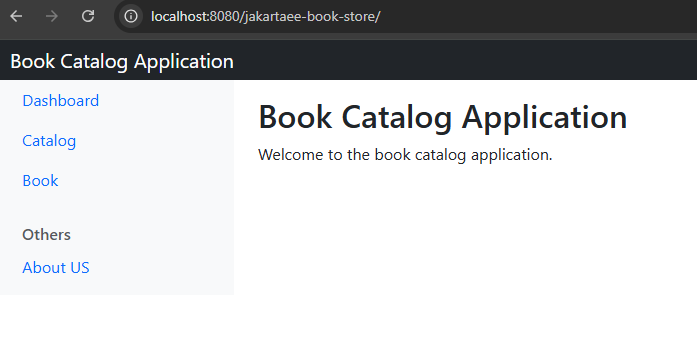 localhost:8080/jakartaee-book-store/
Book Catalog Application
Dashboard
Catalog
Book
Others
About US
Book Catalog Application
Welcome to the book catalog application.